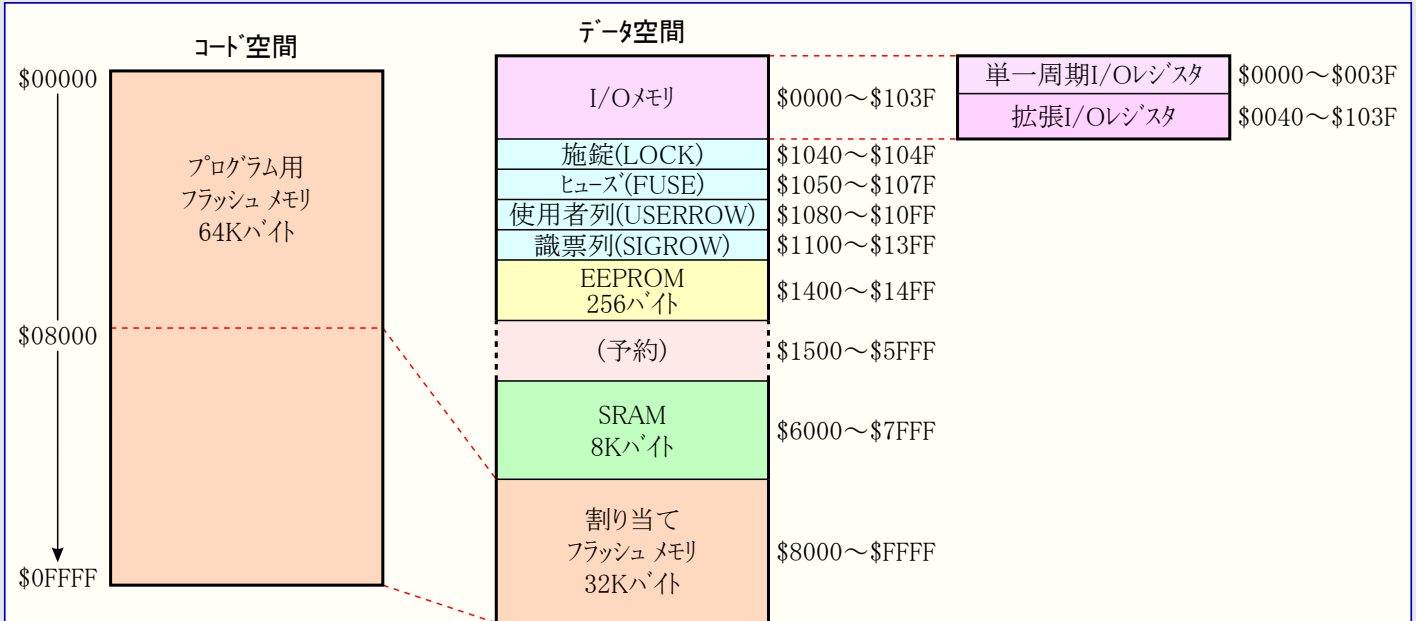 コード空間
$00000
$08000
$0FFFF
プログラム用
フラッシュ メモリ
64Kバイト
データ空間
I/Oメモリ
$0000～$103F
施錠(LOCK)
$1040～$104F
ヒューズ(FUSE)
$1050～$107F
使用者列(USERROW)
$1080～$10FF
識票列(SIGROW)
$1100～$13FF
EEPROM
256バイト
$1400～$14FF
(予約)
$1500～$5FFF
SRAM
8Kバイト
$6000～$7FFF
割り当て
フラッシュ メモリ
32Kバイト
$8000～$FFFF
単一周期I/Oレジスタ
$0000～$003F
拡張I/Oレジスタ
$0040～$103F